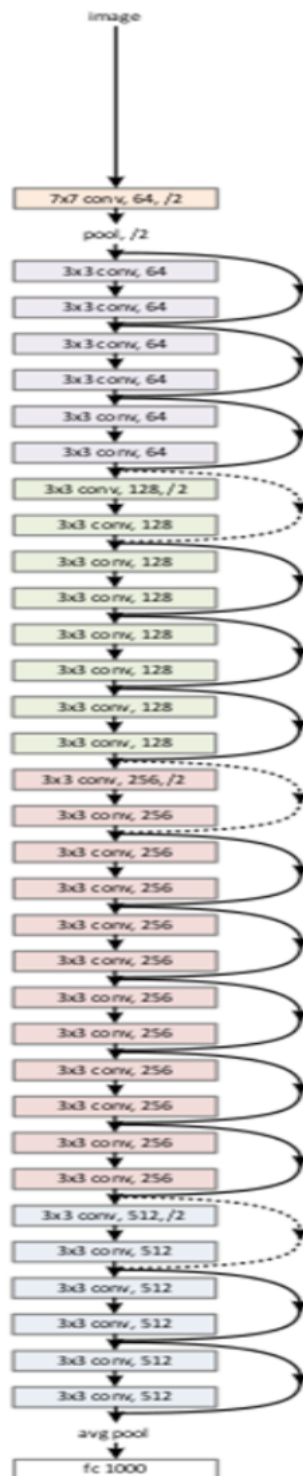 image
7x7 conv, 64, /2
pool, /2
3x3 conv, 64
3x3 conv, 64
3x3 conv, 64
3x3 conv, 64
3x3 conv, 64
3x3 conv, 64
3x3 conv, 128, /2
3x3 conv, 128
3x3 conv, 128
3x3 conv, 128
3x3 conv, 128
3x3 conv, 128
3x3 conv, 128
3x3 conv, 128
3x3 conv, 256, /2
3x3 conv, 256
3x3 conv, 256
3x3 conv, 256
3x3 conv, 256
3x3 conv, 256
3x3 conv, 256
3x3 conv, 256
3x3 conv, 256
3x3 conv, 256
3x3 conv, 256
3x3 conv, 256
3x3 conv, 512, /2
3x3 conv, 512
3x3 conv, 512
3x3 conv, 512
3x3 conv, 512
3x3 conv, 512
avg pool
fc 1000